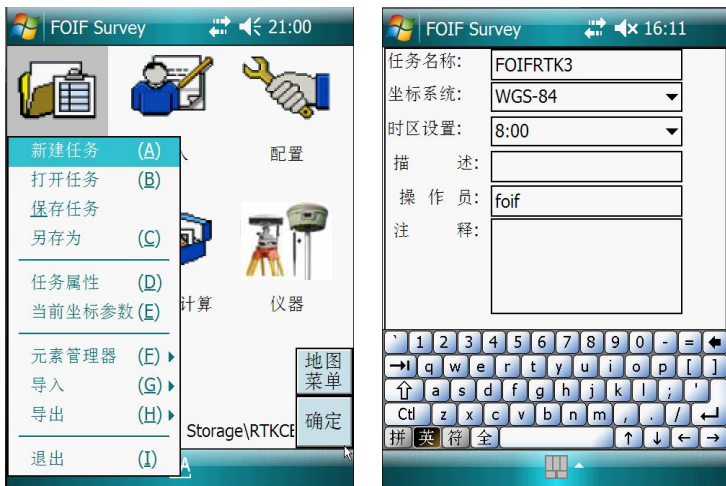 FOIF Survey 21:00
新建任务 (A)
打开任务 (B)
保存任务
另存为 (C)
任务属性 (D)
当前坐标参数 (E)
元素管理器 (F)
导入 (G)
导出 (H)
退出 (I)
配置
计算
仪器
地图
菜单
确定
Storage\RTKCE
A
FOIF Survey 16:11
任务名称: FOIFRTK3
坐标系统: WGS-84
时区设置: 8:00
描 述:
操 作 员: foif
注 释:
` 1 2 3 4 5 6 7 8 9 0 - =
q w e r t y u i o p [ ]
a s d f g h j k l ; '
Ctl z x c v b n m , . /
拼 英 符 全